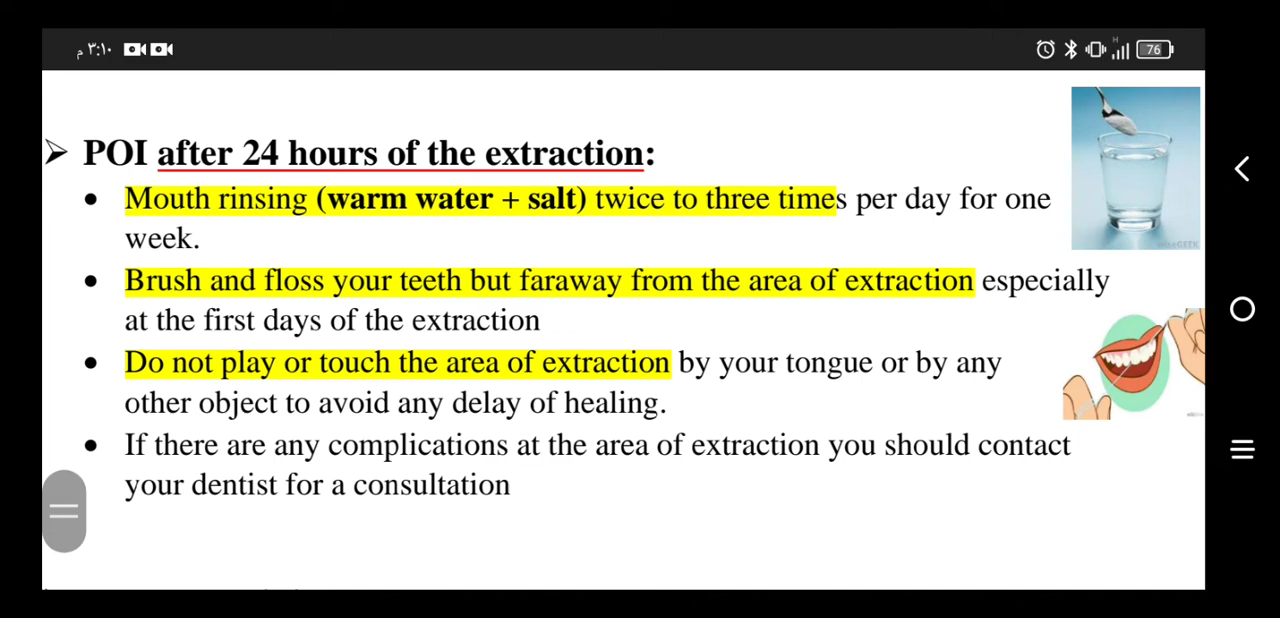 م ٣:١٠
H
76
➢ POI after 24 hours of the extraction:
• Mouth rinsing (warm water + salt) twice to three times per day for one
week.
• Brush and floss your teeth but faraway from the area of extraction especially
at the first days of the extraction
• Do not play or touch the area of extraction by your tongue or by any
other object to avoid any delay of healing.
• If there are any complications at the area of extraction you should contact
your dentist for a consultation